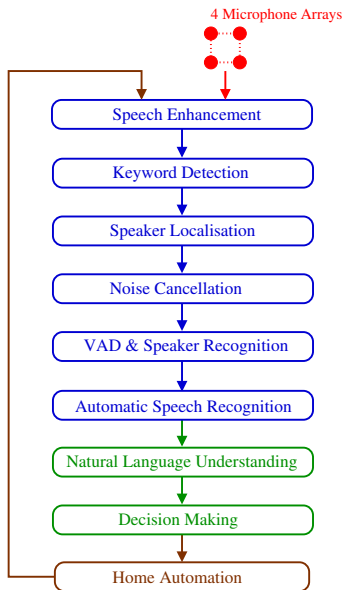 4 Microphone Arrays
Speech Enhancement
Keyword Detection
Speaker Localisation
Noise Cancellation
VAD & Speaker Recognition
Automatic Speech Recognition
Natural Language Understanding
Decision Making
Home Automation